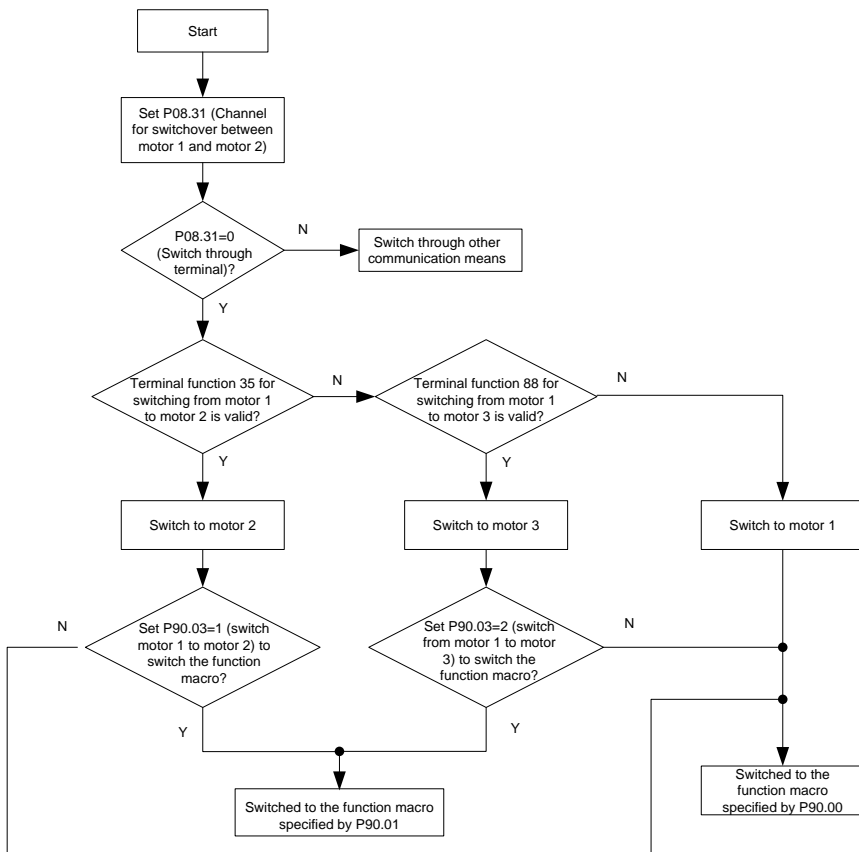 Start
Set P08.31 (Channel
for switchover between
motor 1 and motor 2)
P08.31=0
(Switch through
terminal)?
N
Switch through other
communication means
Y
Terminal function 35 for
switching from motor 1
to motor 2 is valid?
N
Terminal function 88 for
switching from motor 1
to motor 3 is valid?
N
Y
Y
Switch to motor 2
Switch to motor 3
Switch to motor 1
N
Set P90.03=1 (switch
motor 1 to motor 2) to
switch the function
macro?
Set P90.03=2 (switch
from motor 1 to motor
3) to switch the
function macro?
N
Y
Y
Switched to the function macro
specified by P90.01
Switched to the
function macro
specified by P90.00